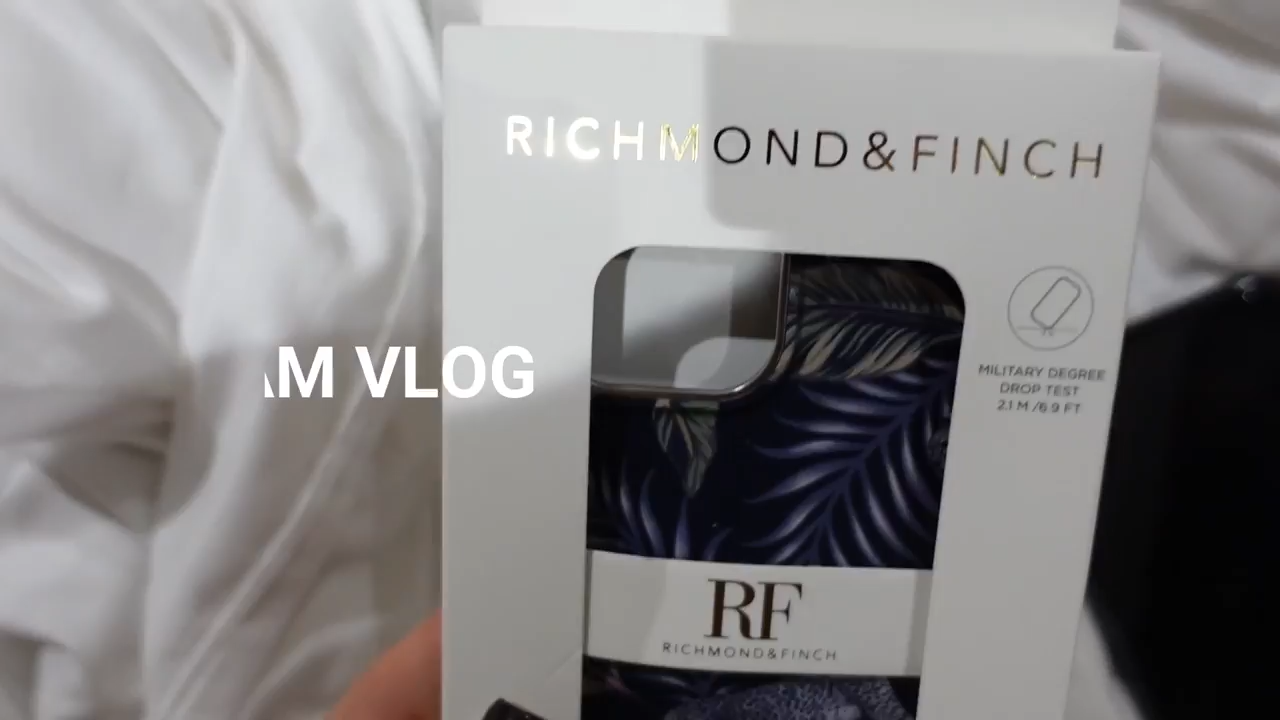 RICHMOND&FINCH
MILITARY DEGREE
DROP TEST
2.1 M /6.9 FT
AM VLOG
RF
RICHMOND&FINCH